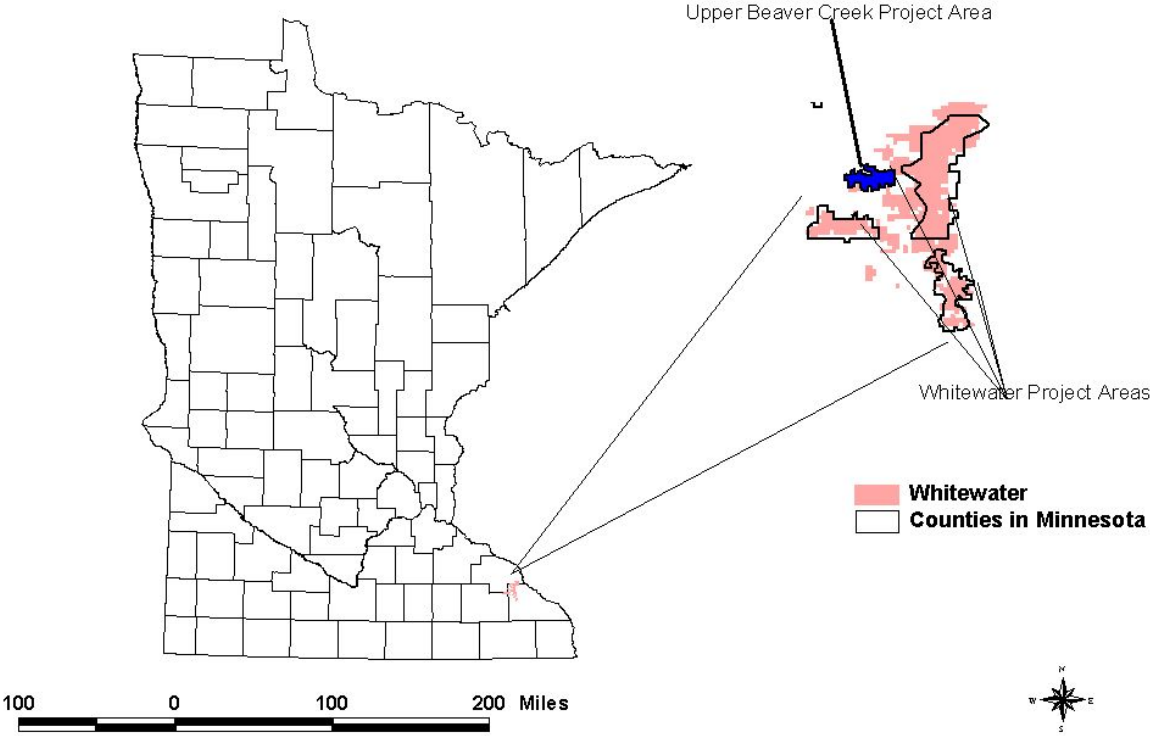 Upper Beaver Creek Project Area
Whitewater Project Areas
Whitewater
Counties in Minnesota
100 0 100 200 Miles
N
W E
S